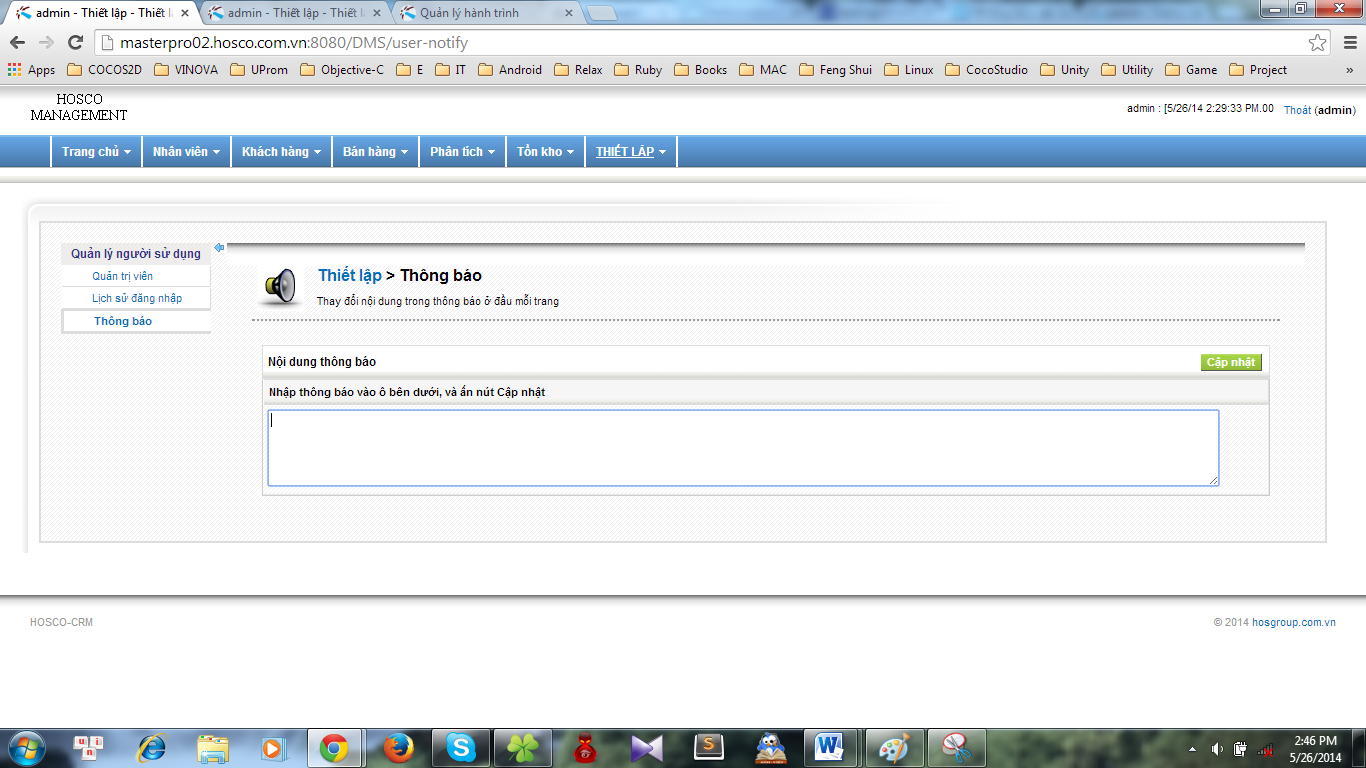 admin - Thiết lập - Thiết l
admin - Thiết lập - Thiết l
Quản lý hành trình
masterpro02.hosco.com.vn:8080/DMS/user-notify
Apps COCOS2D VINOVA UProm Objective-C E IT Android Relax Ruby Books MAC Feng Shui Linux CocoStudio Unity Utility Game Project »
HOSCO
MANAGEMENT
admin : [5/26/14 2:29:33 PM.00 Thoát (admin)
Trang chủ Nhân viên Khách hàng Bán hàng Phân tích Tồn kho THIẾT LẬP
Quản lý người sử dụng
Quản trị viên
Lịch sử đăng nhập
Thông báo
Thiết lập > Thông báo
Thay đổi nội dung trong thông báo ở đầu mỗi trang
Nội dung thông báo
Cập nhật
Nhập thông báo vào ô bên dưới, và ấn nút Cập nhật
HOSCO-CRM
© 2014 hosgroup.com.vn
2:46 PM
5/26/2014